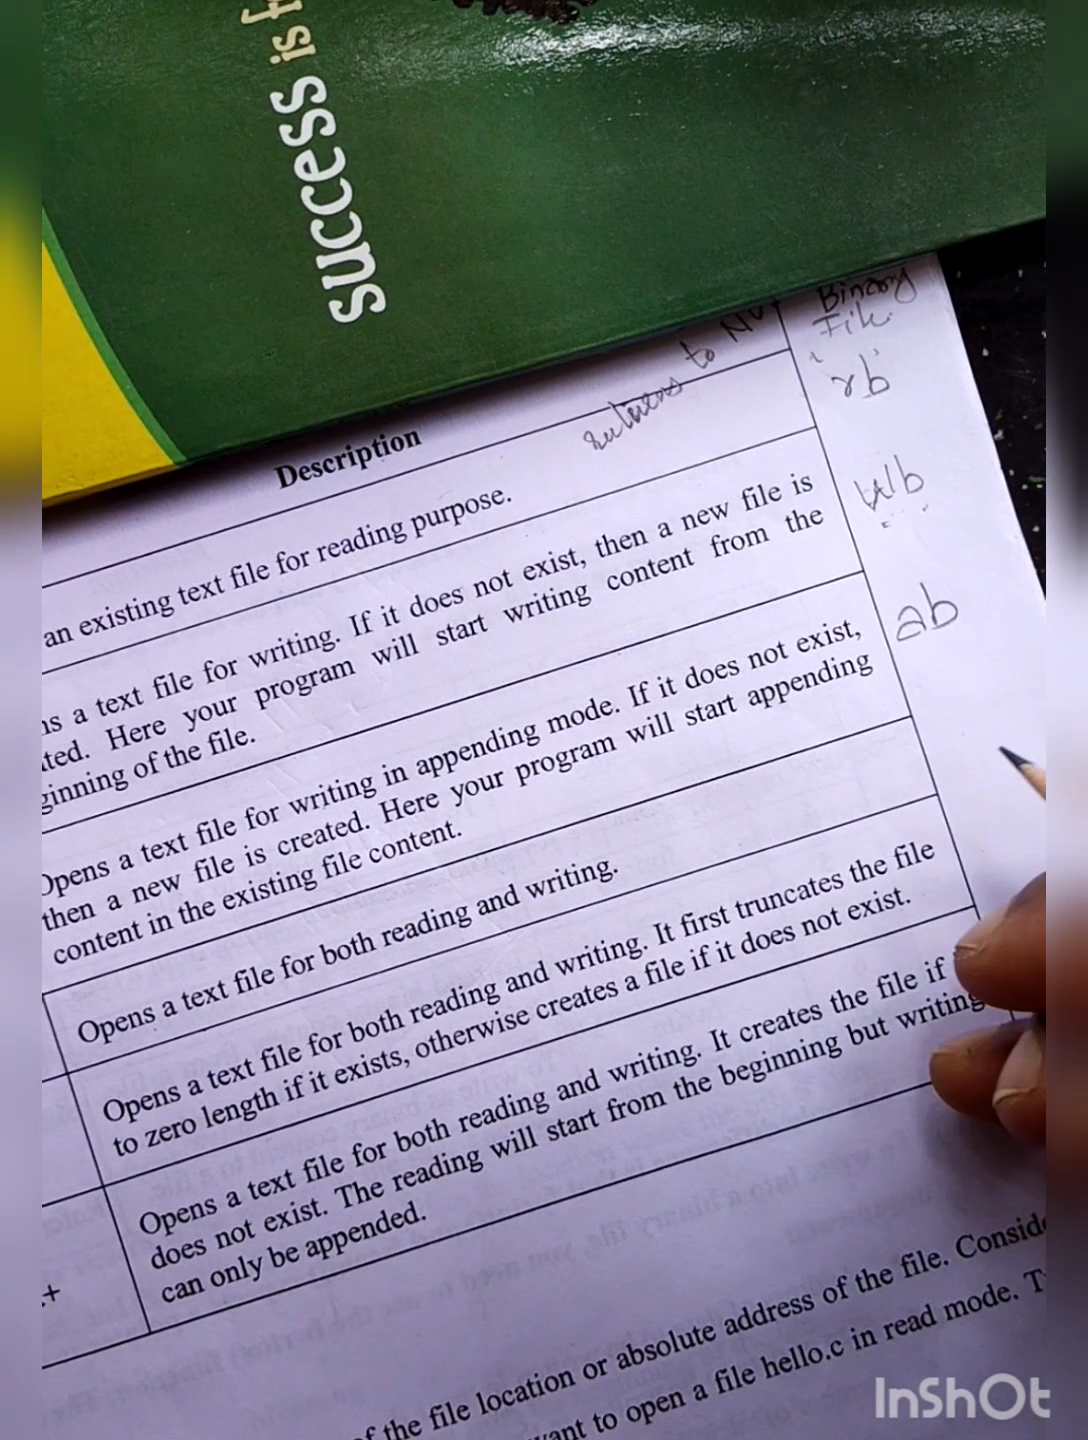 success is
Binary
File
rb
returns to NU
Description
an existing text file for reading purpose.
wb
ns a text file for writing. If it does not exist, then a new file is
ted. Here your program will start writing content from the
ginning of the file.
ab
Opens a text file for writing in appending mode. If it does not exist,
then a new file is created. Here your program will start appending
content in the existing file content.
Opens a text file for both reading and writing.
Opens a text file for both reading and writing. It first truncates the file
to zero length if it exists, otherwise creates a file if it does not exist.
Opens a text file for both reading and writing. It creates the file if
does not exist. The reading will start from the beginning but writing
can only be appended.
+
of the file location or absolute address of the file. Conside
want to open a file hello.c in read mode. T
InShOt